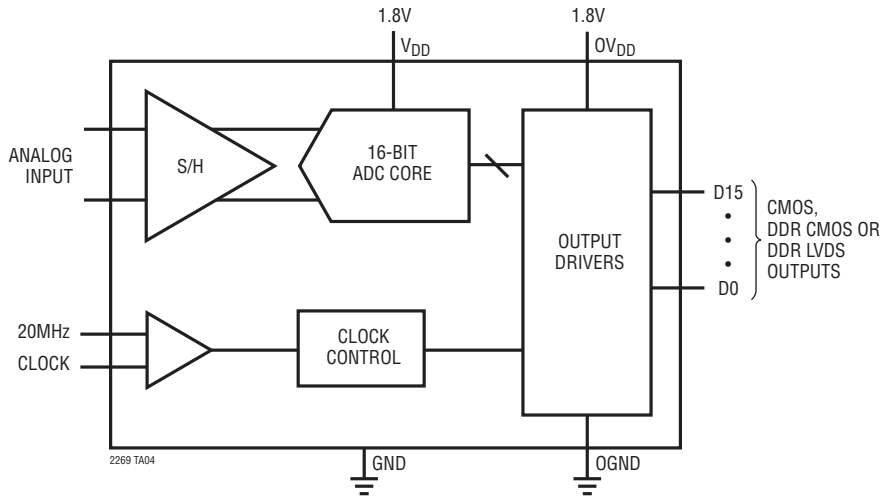 1.8V
1.8V
VDD
OVDD
ANALOG
INPUT
S/H
16-BIT
ADC CORE
OUTPUT
DRIVERS
D15
D0
CMOS,
DDR CMOS OR
DDR LVDS
OUTPUTS
20MHz
CLOCK
CLOCK
CONTROL
2269 TA04
GND
OGND